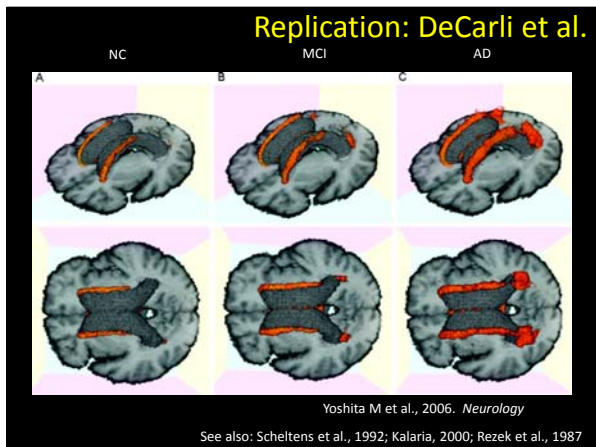 Replication: DeCarli et al.
NC MCI AD
A B C
Yoshita M et al., 2006. Neurology
See also: Scheltens et al., 1992; Kalaria, 2000; Rezek et al., 1987